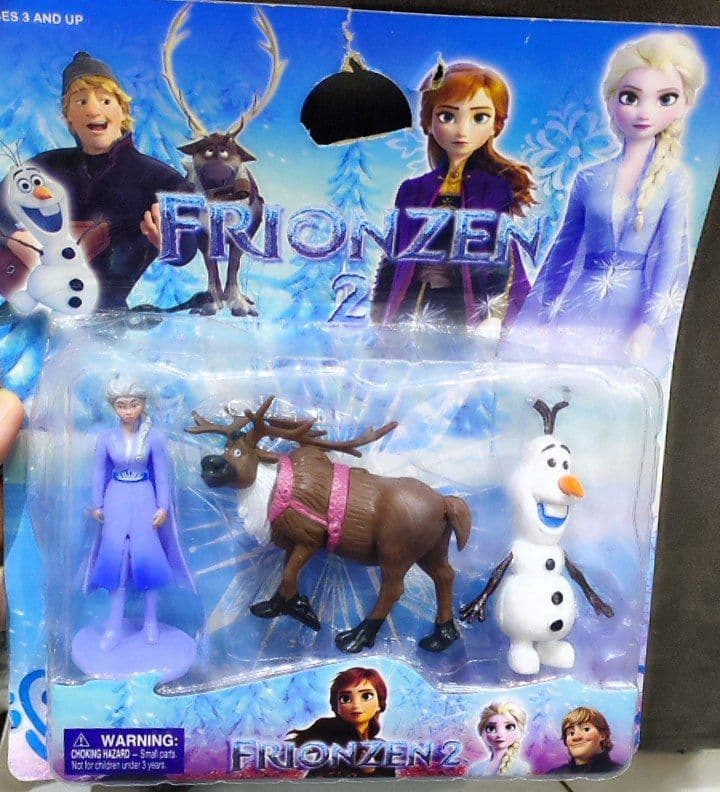 ES 3 AND UP
FRIONZEN
2
WARNING:
CHOKING HAZARD - Small parts.
Not for children under 3 years.
FRIONZEN 2